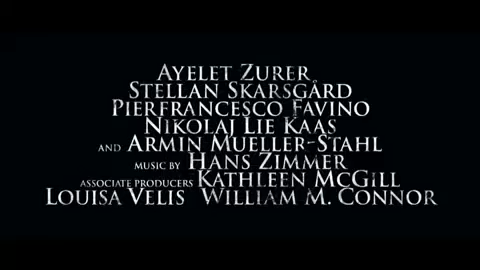 AYELET ZURER
STELLAN SKARSGÅRD
PIERFRANCESCO FAVINO
NIKOLAJ LIE KAAS
AND ARMIN MUELLER-STAHL
MUSIC BY HANS ZIMMER
ASSOCIATE PRODUCERS KATHLEEN MCGILL
LOUISA VELIS WILLIAM M. CONNOR